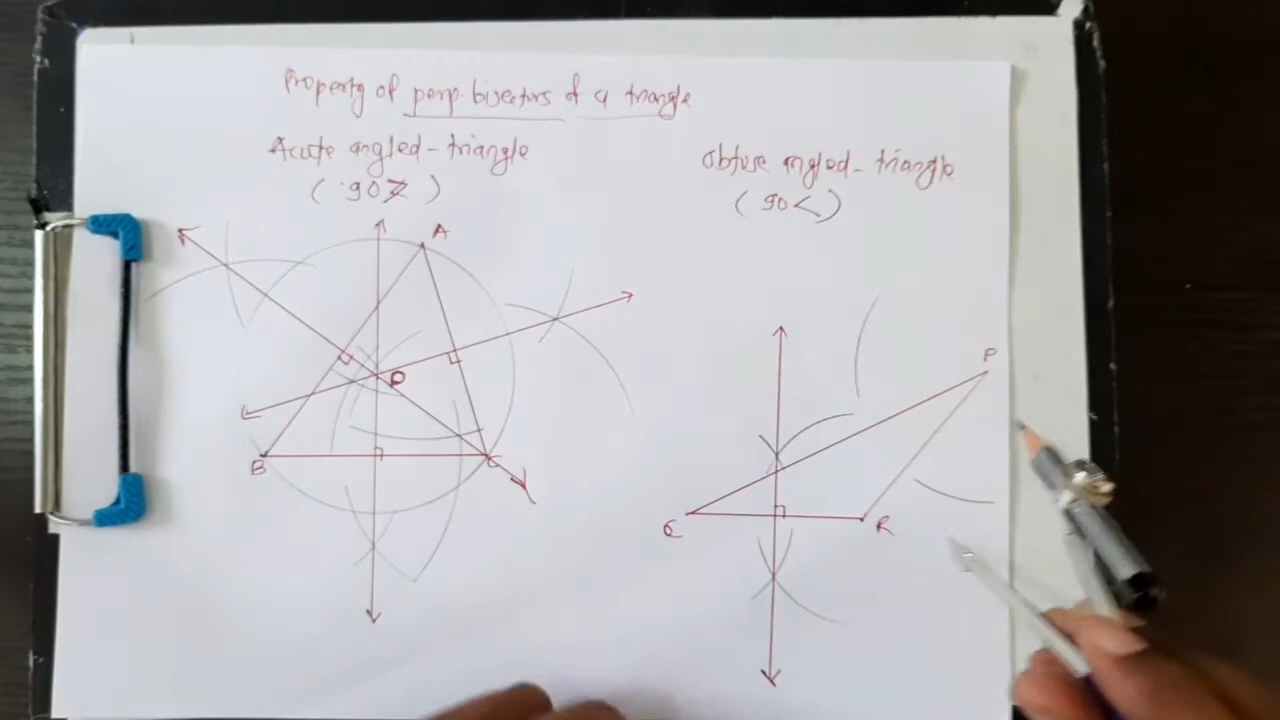 Property of perp. bisectors of a triangle
Acute angled-triangle
(90>)
Obtuse angled-triangle
(90<)
A
B
C
O
P
Q
R